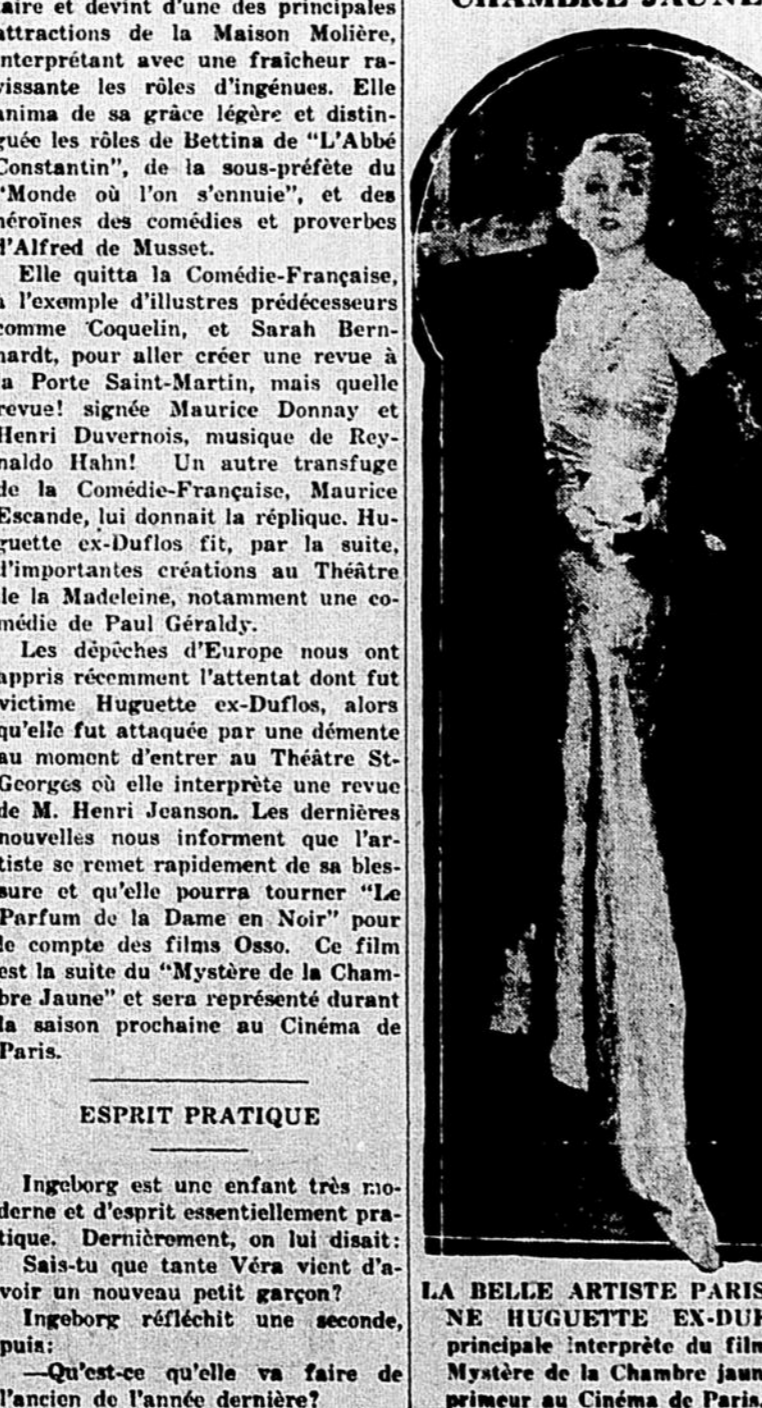 taire et devint d'une des principales
attractions de la Maison Molière,
interprétant avec une fraîcheur ra-
vissante les rôles d'ingénues. Elle
anima de sa grâce légère et distin-
guée les rôles de Bettina de "L'Abbé
Constantin", de la sous-préfète du
"Monde où l'on s'ennuie", et des
héroïnes des comédies et proverbes
d'Alfred de Musset.
Elle quitta la Comédie-Française,
à l'exemple d'illustres prédécesseurs
comme Coquelin, et Sarah Bern-
hardt, pour aller créer une revue à
la Porte Saint-Martin, mais quelle
revue! signée Maurice Donnay et
Henri Duvernois, musique de Rey-
naldo Hahn! Un autre transfuge
de la Comédie-Française, Maurice
Escande, lui donnait la réplique. Hu-
guette ex-Duflos fit, par la suite,
d'importantes créations au Théâtre
de la Madeleine, notamment une co-
médie de Paul Géraldy.
Les dépêches d'Europe nous ont
appris récemment l'attentat dont fut
victime Huguette ex-Duflos, alors
qu'elle fut attaquée par une démente
au moment d'entrer au Théâtre St-
Georges où elle interprète une revue
de M. Henri Jeanson. Les dernières
nouvelles nous informent que l'ar-
tiste se remet rapidement de sa bles-
sure et qu'elle pourra tourner "Le
Parfum de la Dame en Noir" pour
le compte des films Osso. Ce film
est la suite du "Mystère de la Cham-
bre Jaune" et sera représenté durant
la saison prochaine au Cinéma de
Paris.
ESPRIT PRATIQUE
Ingeborg est une enfant très mo-
derne et d'esprit essentiellement pra-
tique. Dernièrement, on lui disait:
Sais-tu que tante Véra vient d'a-
voir un nouveau petit garçon?
Ingeborg réfléchit une seconde,
puis:
—Qu'est-ce qu'elle va faire de
l'ancien de l'année dernière?
CHAMBRE JAUNE
LA BELLE ARTISTE PARIS
NE HUGUETTE EX-DUF
principale interprète du film
Mystère de la Chambre jaun
primeur au Cinéma de Paris.